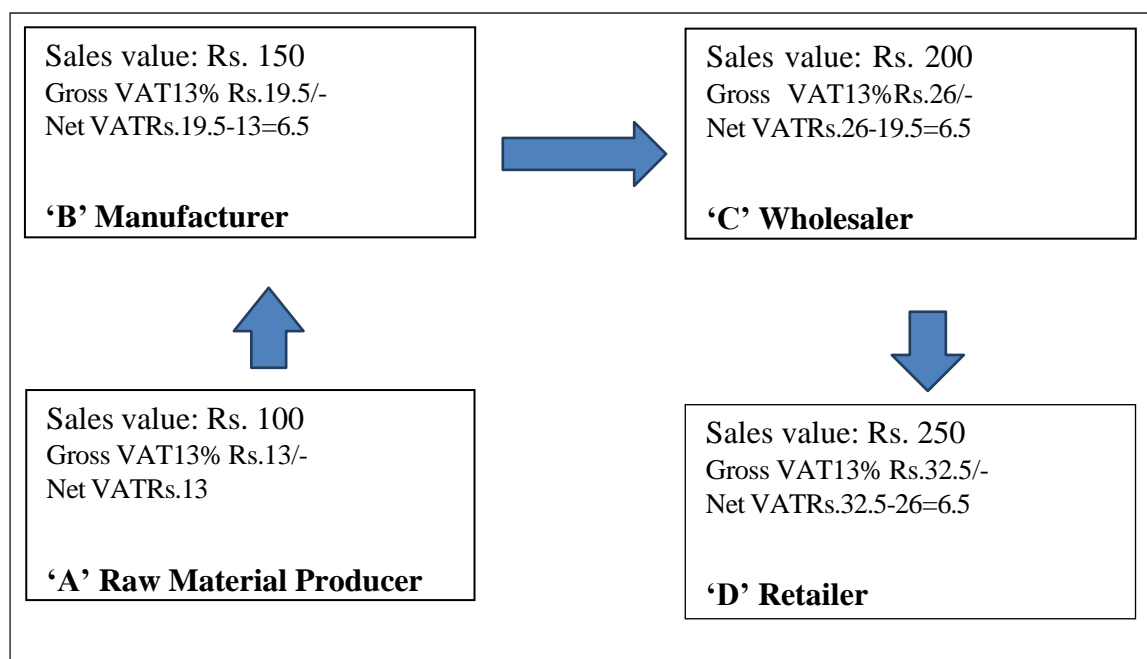 Sales value: Rs. 150
Gross VAT13% Rs.19.5/-
Net VATRs.19.5-13=6.5
‘B’ Manufacturer
Sales value: Rs. 200
Gross VAT13%Rs.26/-
Net VATRs.26-19.5=6.5
‘C’ Wholesaler
Sales value: Rs. 100
Gross VAT13% Rs.13/-
Net VATRs.13
‘A’ Raw Material Producer
Sales value: Rs. 250
Gross VAT13% Rs.32.5/-
Net VATRs.32.5-26=6.5
‘D’ Retailer